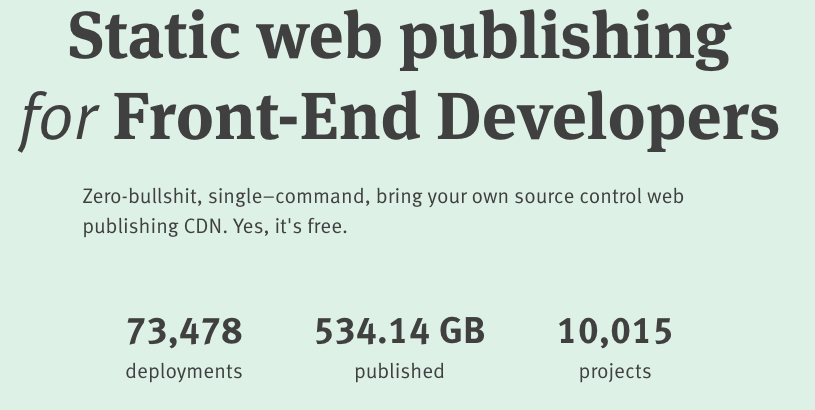 Static web publishing
for Front-End Developers
Zero-bullshit, single–command, bring your own source control web
publishing CDN. Yes, it's free.
73,478 534.14 GB 10,015
deployments published projects